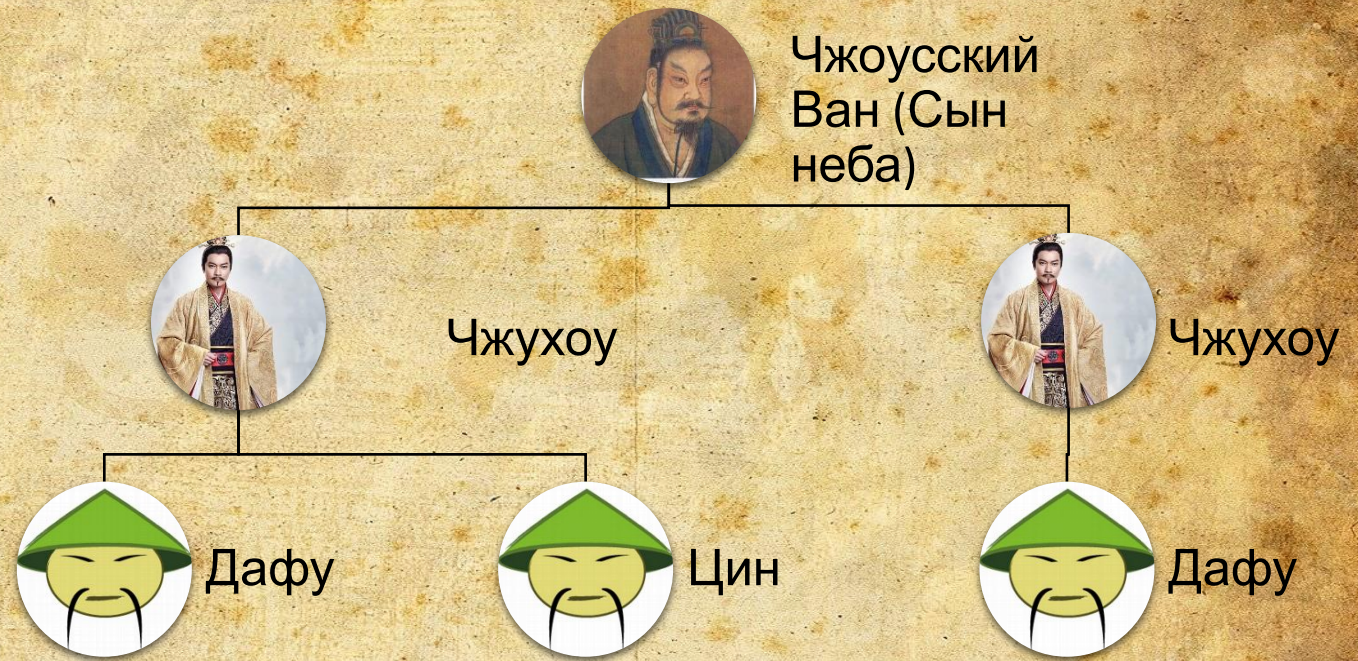 Чжоусский
Ван (Сын
неба)
Чжухоу
Чжухоу
Дафу
Цин
Дафу